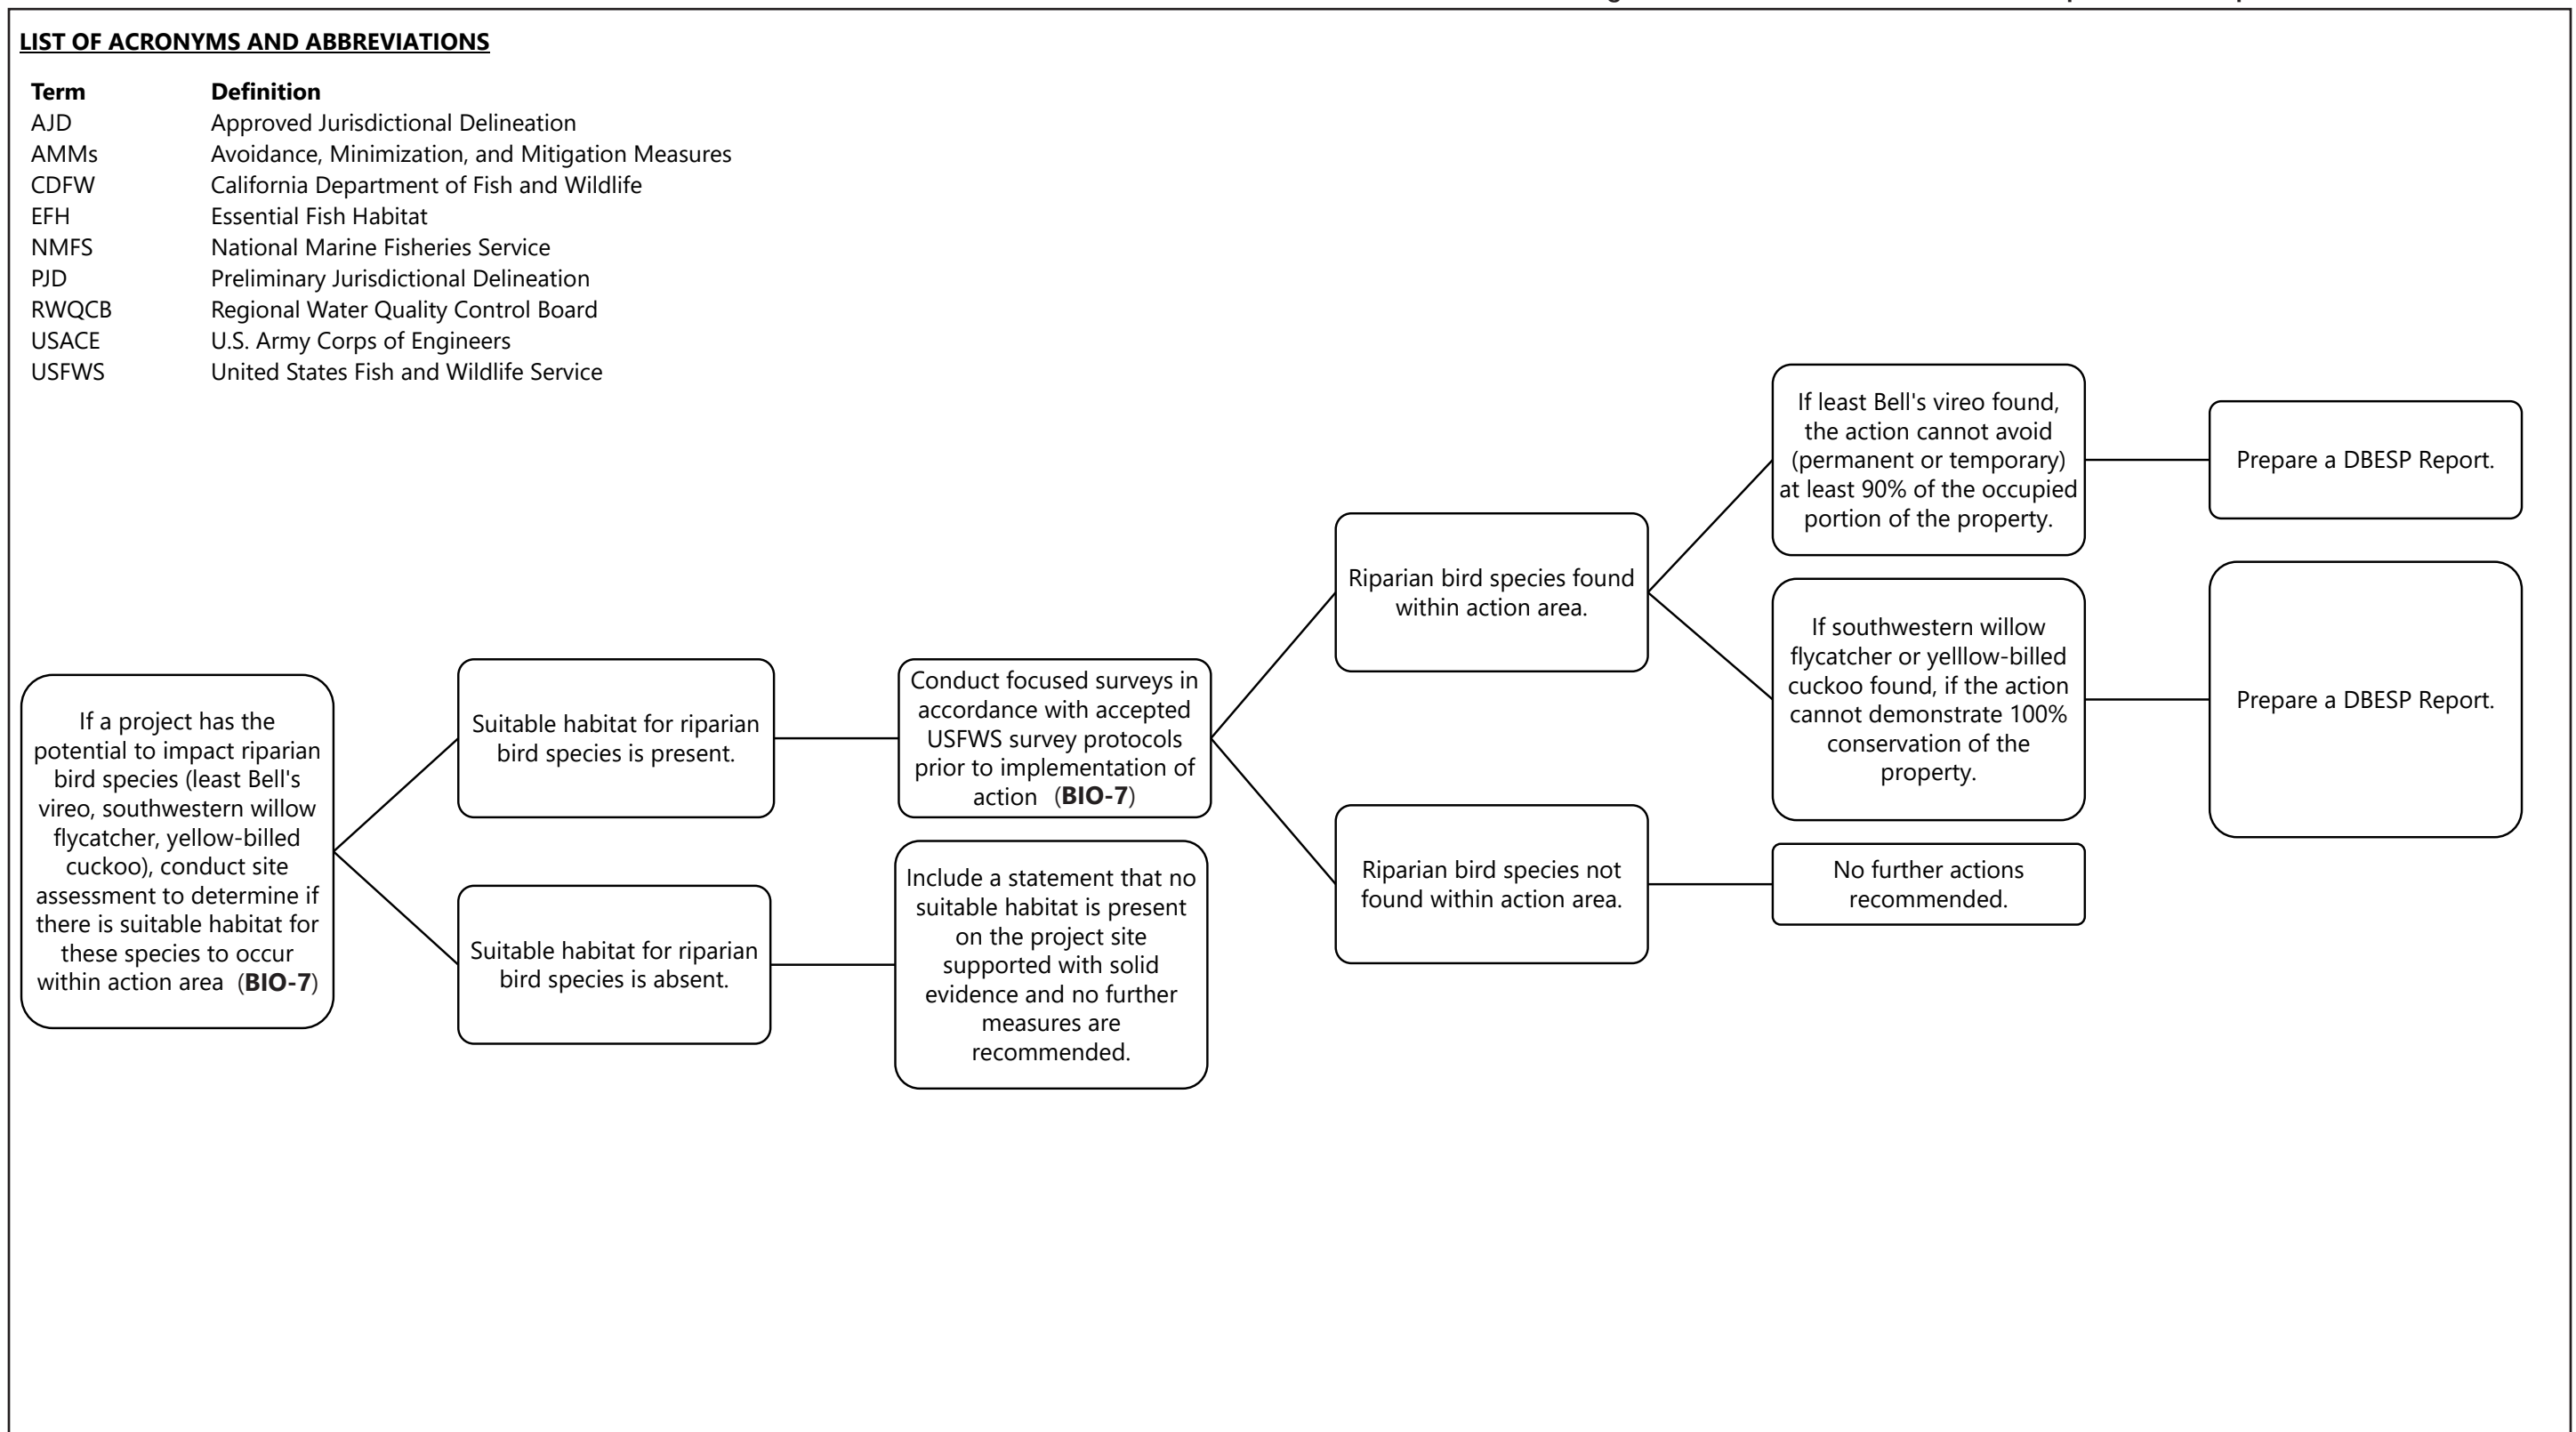 LIST OF ACRONYMS AND ABBREVIATIONS
Term Definition
AJD Approved Jurisdictional Delineation
AMMs Avoidance, Minimization, and Mitigation Measures
CDFW California Department of Fish and Wildlife
EFH Essential Fish Habitat
NMFS National Marine Fisheries Service
PJD Preliminary Jurisdictional Delineation
RWQCB Regional Water Quality Control Board
USACE U.S. Army Corps of Engineers
USFWS United States Fish and Wildlife Service
If a project has the
potential to impact riparian
bird species (least Bell's
vireo, southwestern willow
flycatcher, yellow-billed
cuckoo), conduct site
assessment to determine if
there is suitable habitat for
these species to occur
within action area (BIO-7)
Suitable habitat for riparian
bird species is present.
Suitable habitat for riparian
bird species is absent.
Conduct focused surveys in
accordance with accepted
USFWS survey protocols
prior to implementation of
action (BIO-7)
Include a statement that no
suitable habitat is present
on the project site
supported with solid
evidence and no further
measures are
recommended.
Riparian bird species found
within action area.
Riparian bird species not
found within action area.
If least Bell's vireo found,
the action cannot avoid
(permanent or temporary)
at least 90% of the occupied
portion of the property.
If southwestern willow
flycatcher or yelllow-billed
cuckoo found, if the action
cannot demonstrate 100%
conservation of the
property.
No further actions
recommended.
Prepare a DBESP Report.
Prepare a DBESP Report.